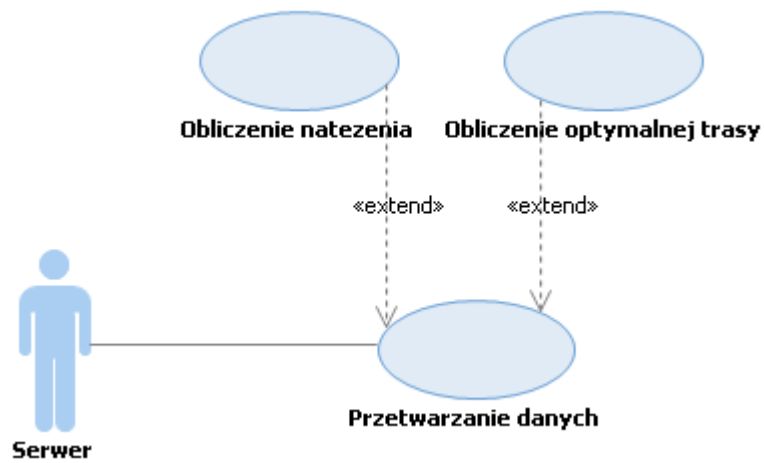 Obliczenie natezenia
Obliczenie optymalnej trasy
«extend»
«extend»
Przetwarzanie danych
Serwer